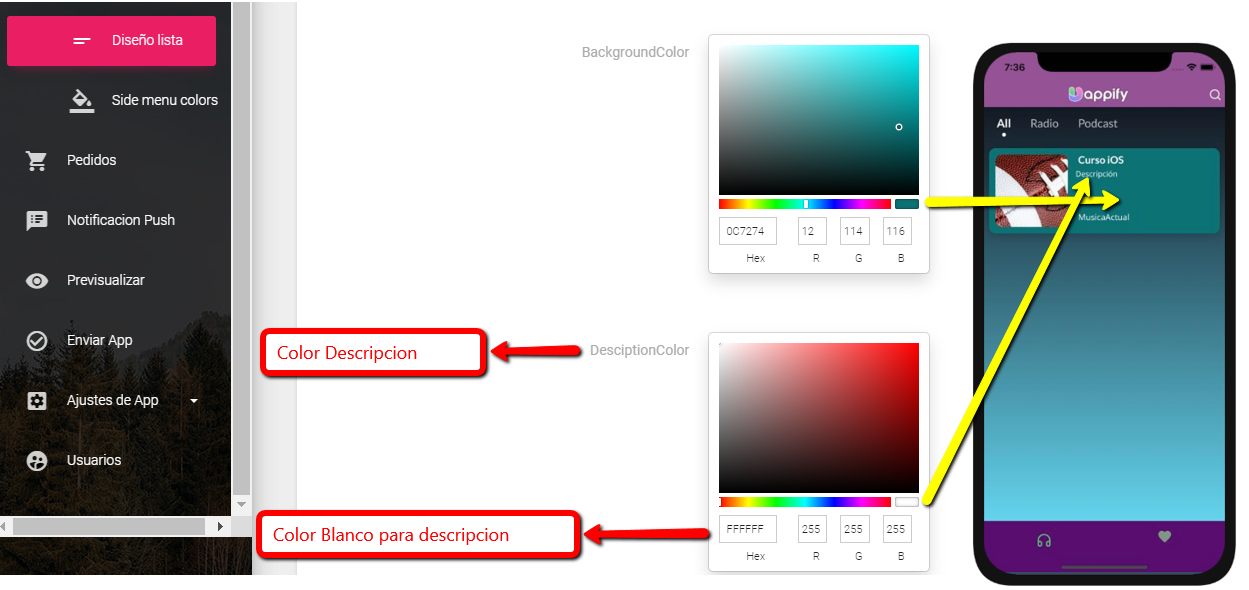 Diseño lista
Side menu colors
Pedidos
Notificacion Push
Previsualizar
Enviar App
Ajustes de App
Usuarios
BackgroundColor
0C7274
12
114
116
Hex
R
G
B
Color Descripcion
DesciptionColor
Color Blanco para descripcion
FFFFFF
255
255
255
Hex
R
G
B
7:36
appify
All
Radio
Podcast
Curso iOS
Descripción
MusicaActual